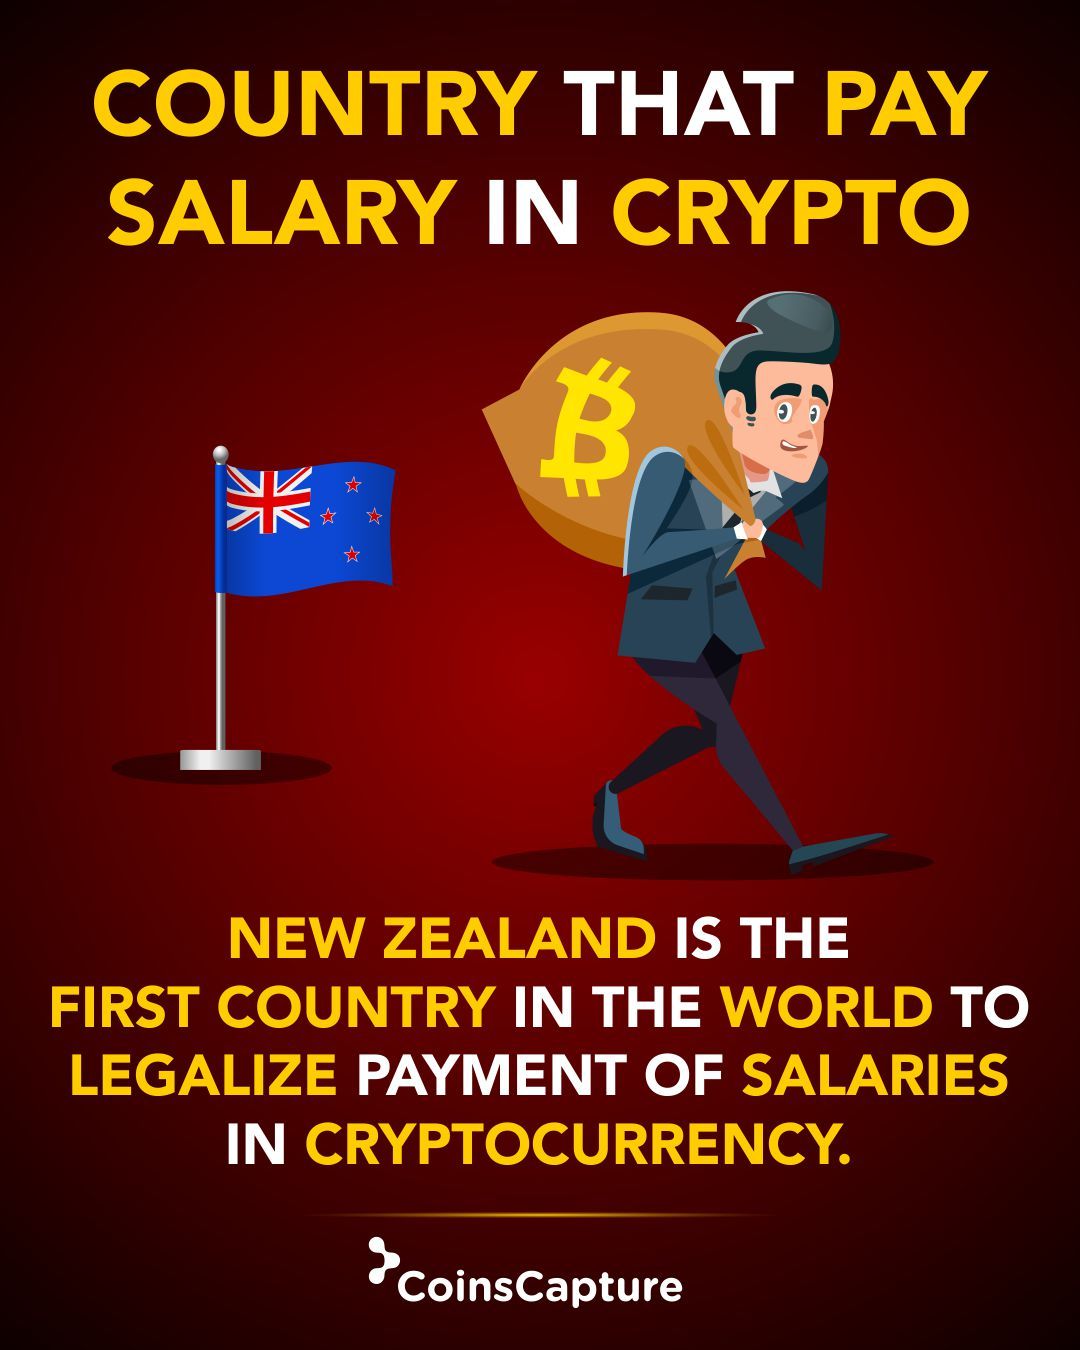 COUNTRY THAT PAY
SALARY IN CRYPTO
NEW ZEALAND IS THE
FIRST COUNTRY IN THE WORLD TO
LEGALIZE PAYMENT OF SALARIES
IN CRYPTOCURRENCY.
CoinsCapture